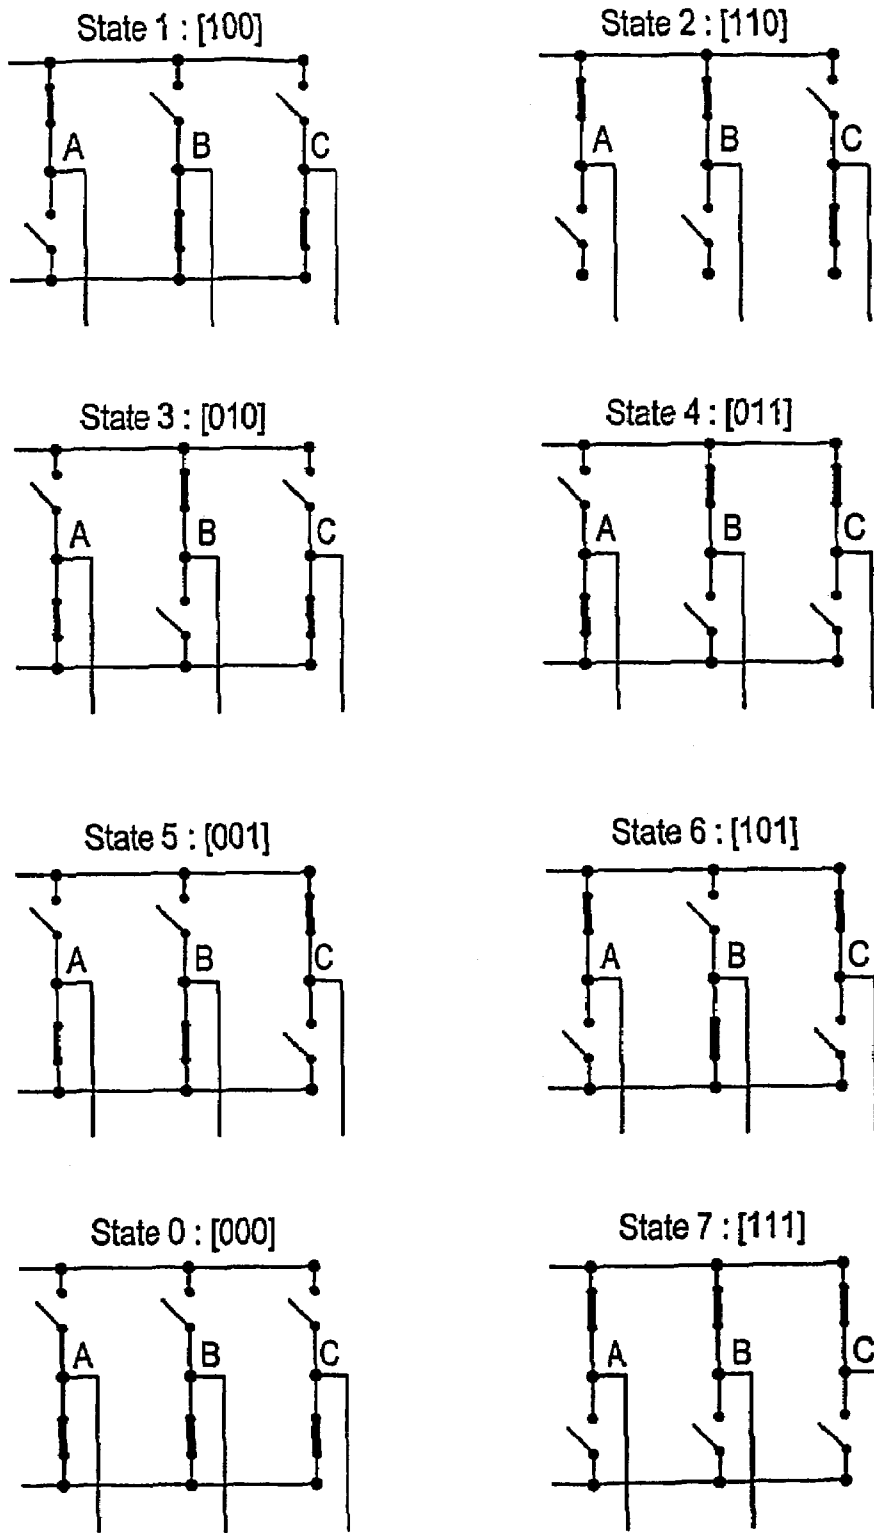 State 1 : [100]
State 2 : [110]
A B C
A B C
State 3 : [010]
State 4 : [011]
A B C
A B C
State 5 : [001]
State 6 : [101]
A B C
A B C
State 0 : [000]
State 7 : [111]
A B C
A B C